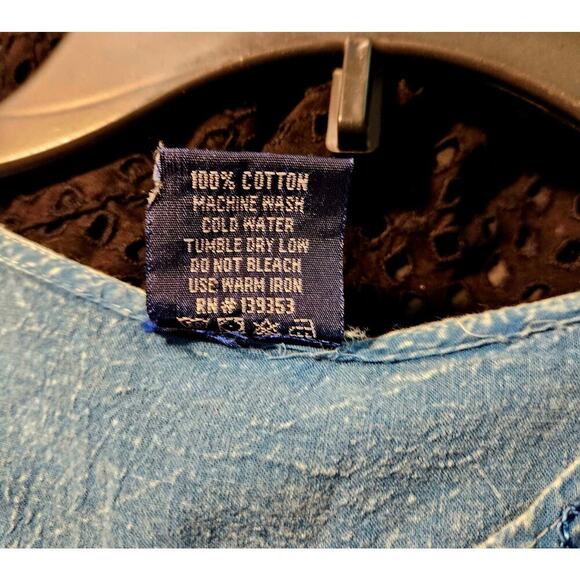 100% COTTON
MACHINE WASH
COLD WATER
TUMBLE DRY LOW
DO NOT BLEACH
USE WARM IRON
RN# 139353